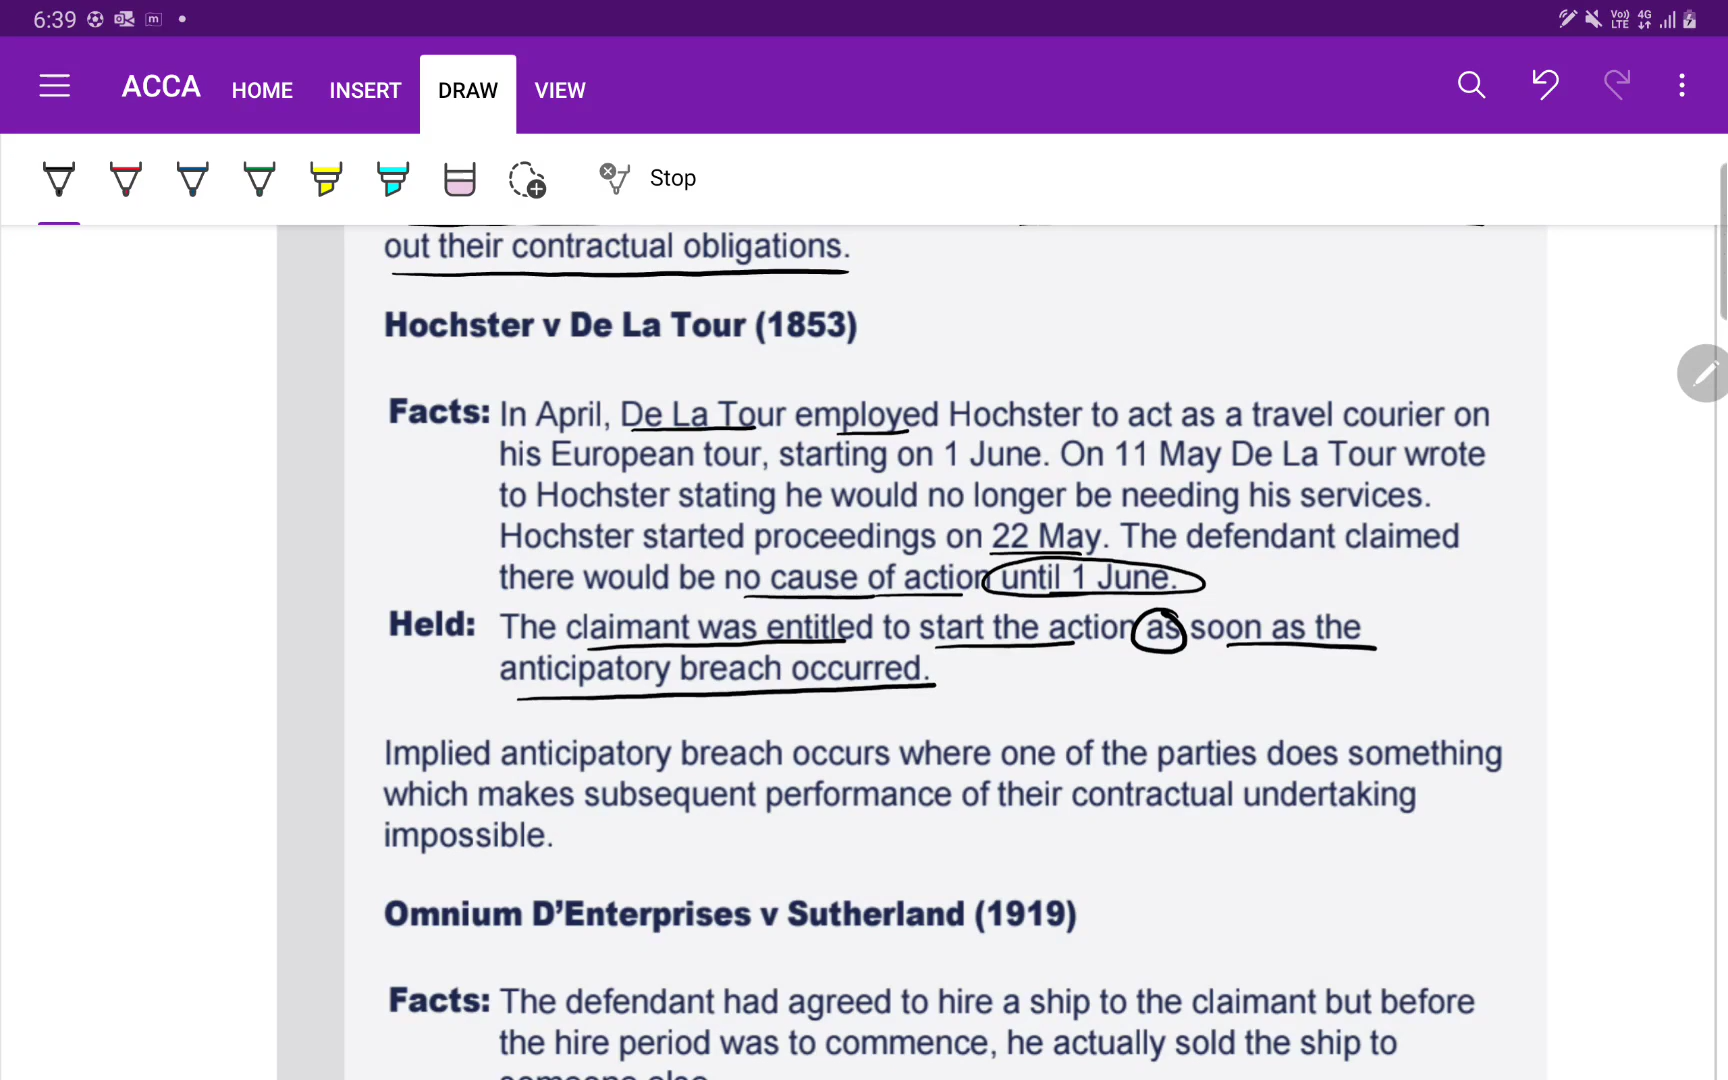 6:39 m Vo)) LTE 4G
ACCA HOME INSERT DRAW VIEW
Stop
out their contractual obligations.
Hochster v De La Tour (1853)
Facts: In April, De La Tour employed Hochster to act as a travel courier on
his European tour, starting on 1 June. On 11 May De La Tour wrote
to Hochster stating he would no longer be needing his services.
Hochster started proceedings on 22 May. The defendant claimed
there would be no cause of action until 1 June.
Held: The claimant was entitled to start the action as soon as the
anticipatory breach occurred.
Implied anticipatory breach occurs where one of the parties does something
which makes subsequent performance of their contractual undertaking
impossible.
Omnium D'Enterprises v Sutherland (1919)
Facts: The defendant had agreed to hire a ship to the claimant but before
the hire period was to commence, he actually sold the ship to